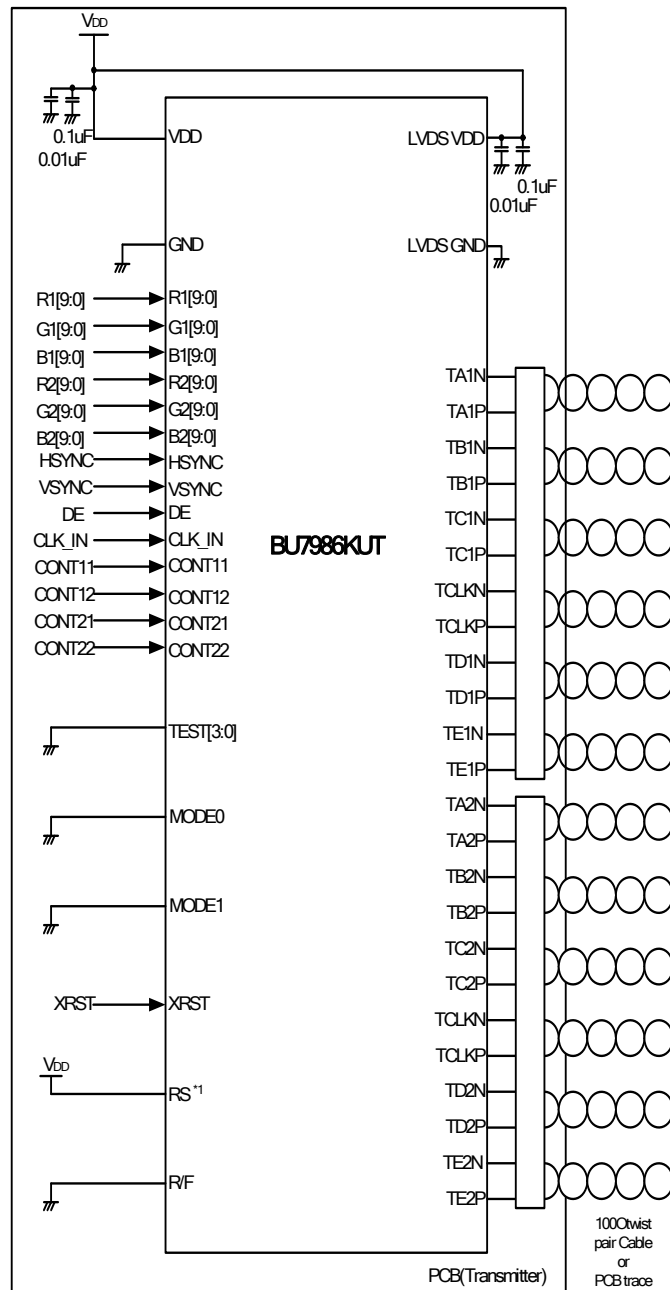 VDD
0.1uF
0.01uF
VDD
LVDS VDD
0.1uF
0.01uF
GND
LVDS GND
R1[9:0] R1[9:0]
G1[9:0] G1[9:0]
B1[9:0] B1[9:0]
R2[9:0] R2[9:0]
G2[9:0] G2[9:0]
B2[9:0] B2[9:0]
HSYNC HSYNC
VSYNC VSYNC
DE DE
CLK_IN CLK_IN
CONT11 CONT11
CONT12 CONT12
CONT21 CONT21
CONT22 CONT22
BU7986KUT
TEST[3:0]
MODE0
MODE1
XRST XRST
VDD
RS*1
R/F
TA1N
TA1P
TB1N
TB1P
TC1N
TC1P
TCLKN
TCLKP
TD1N
TD1P
TE1N
TE1P
TA2N
TA2P
TB2N
TB2P
TC2N
TC2P
TCLKN
TCLKP
TD2N
TD2P
TE2N
TE2P
100Otwist
pair Cable
or
PCB trace
PCB(Transmitter)